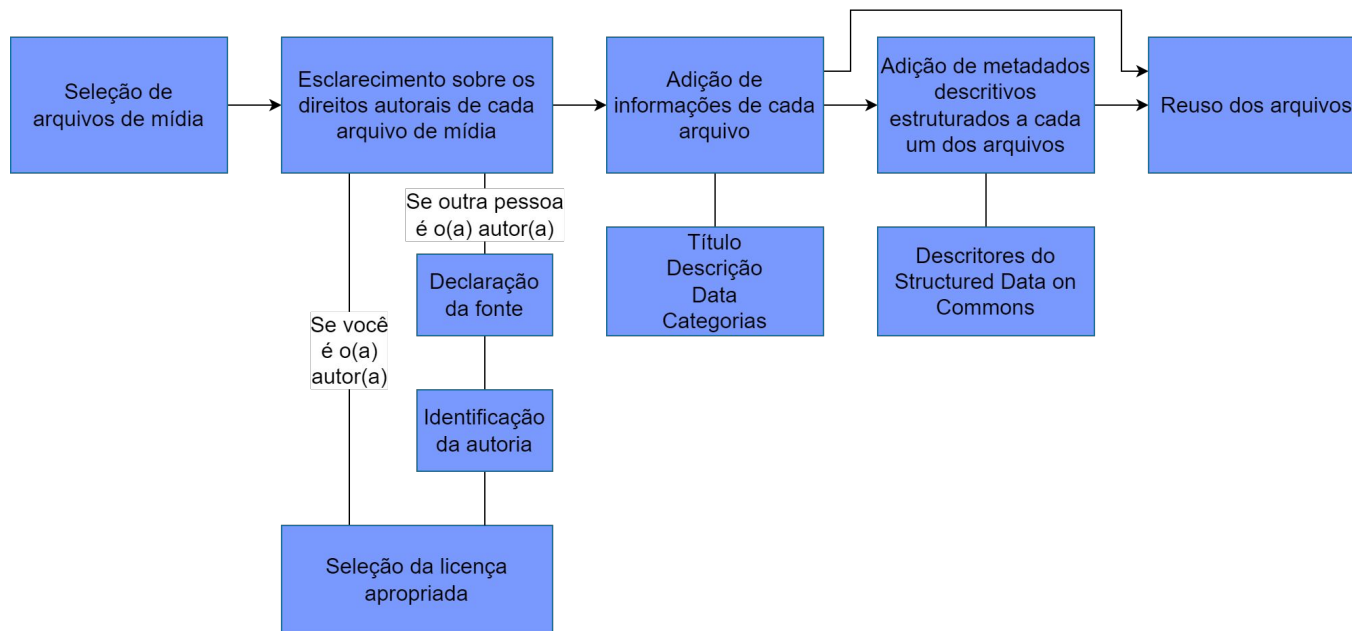 Seleção de
arquivos de mídia
Esclarecimento sobre os
direitos autorais de cada
arquivo de mídia
Adição de
informações de cada
arquivo
Adição de metadados
descritivos
estruturados a cada
um dos arquivos
Reuso dos arquivos
Se você
é o(a)
autor(a)
Se outra pessoa
é o(a) autor(a)
Declaração
da fonte
Identificação
da autoria
Seleção da licença
apropriada
Título
Descrição
Data
Categorias
Descritores do
Structured Data on
Commons